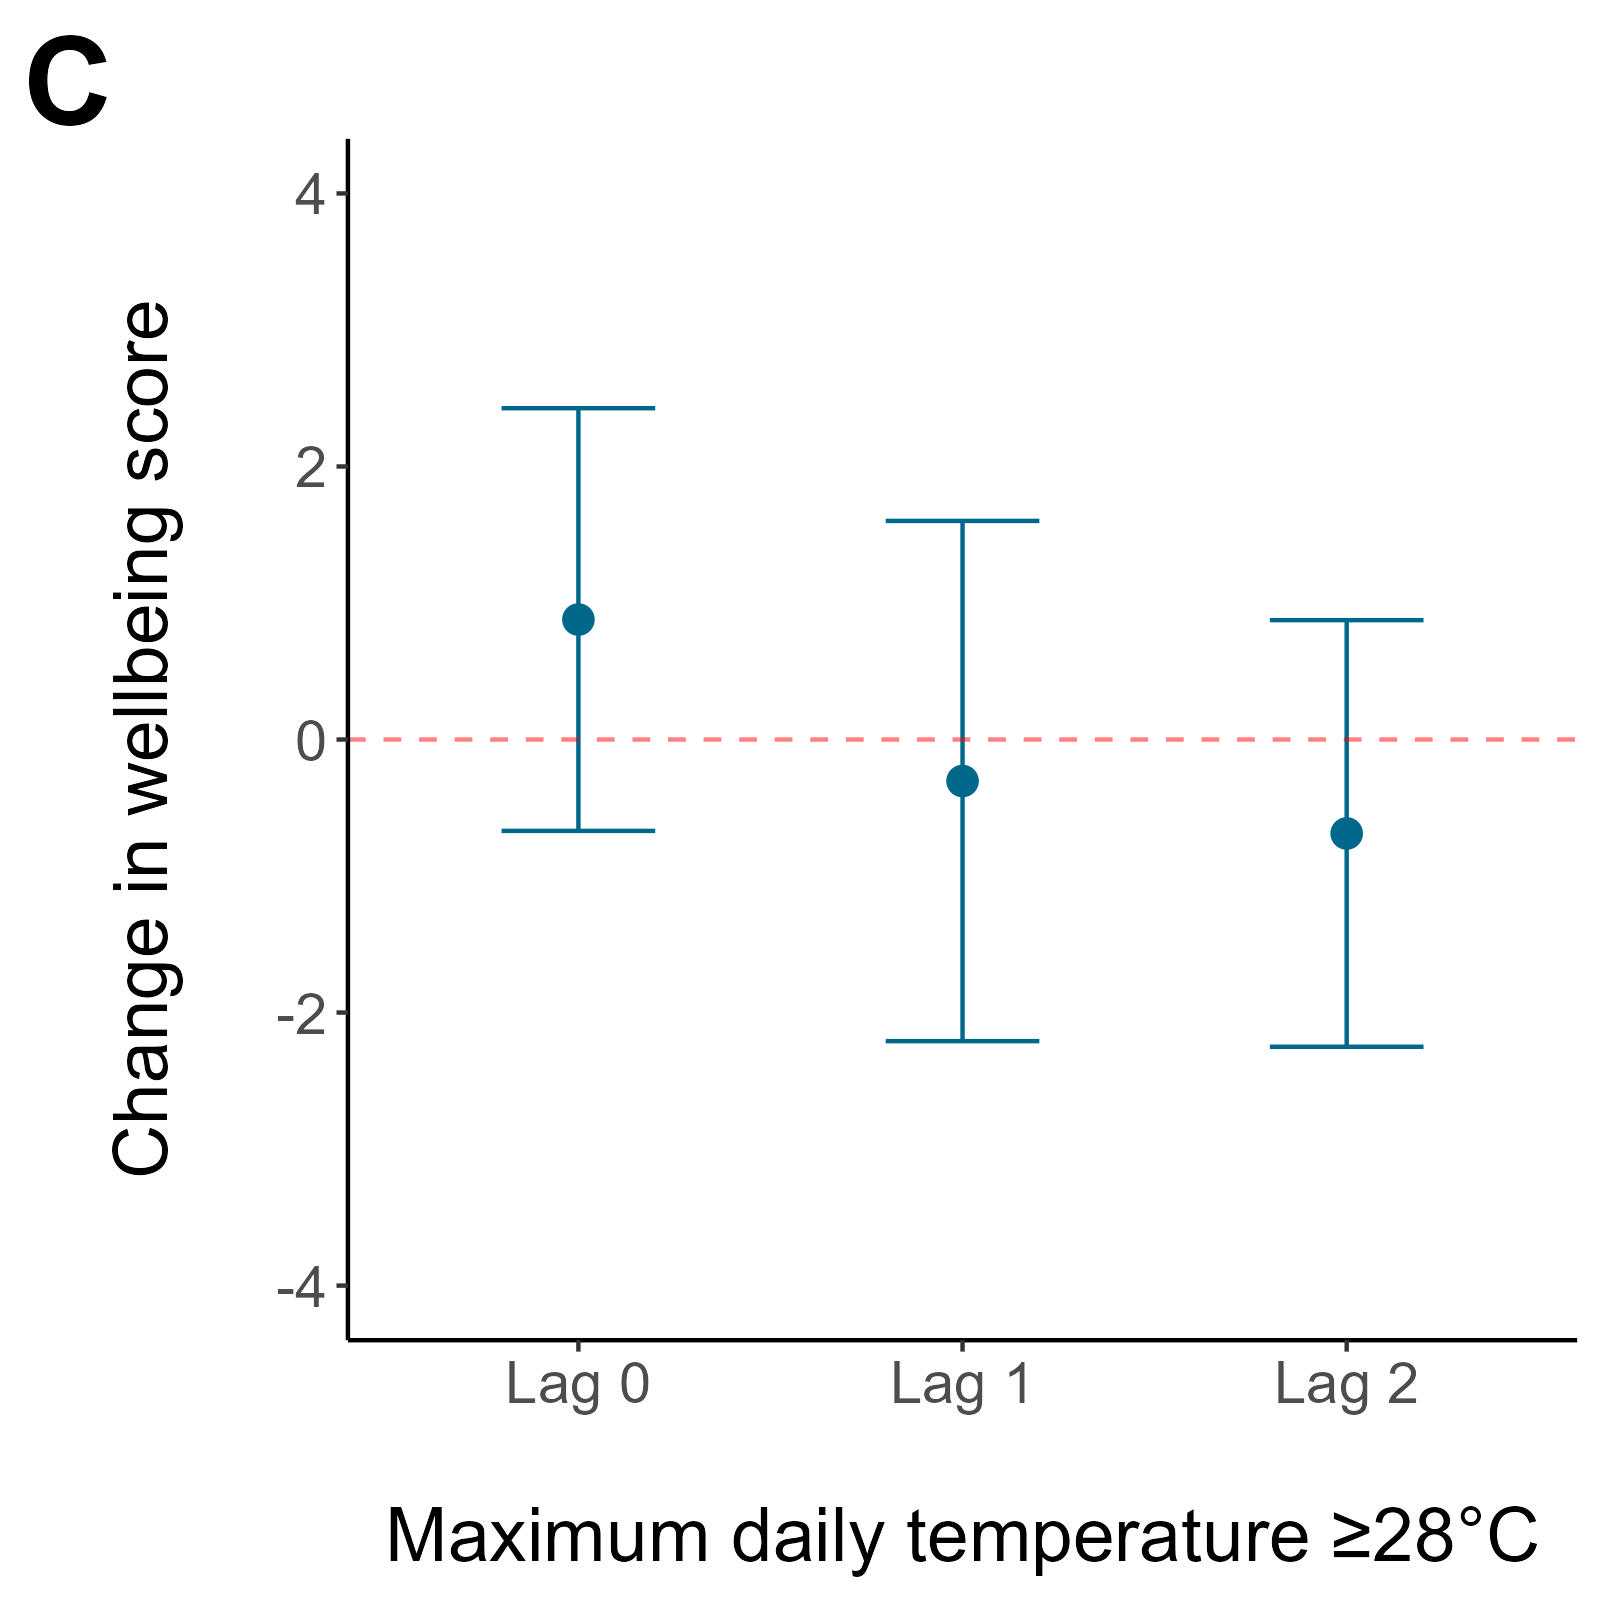 C
Change in wellbeing score
4
2
0
-2
-4
Lag 0
Lag 1
Lag 2
Maximum daily temperature ≥28°C